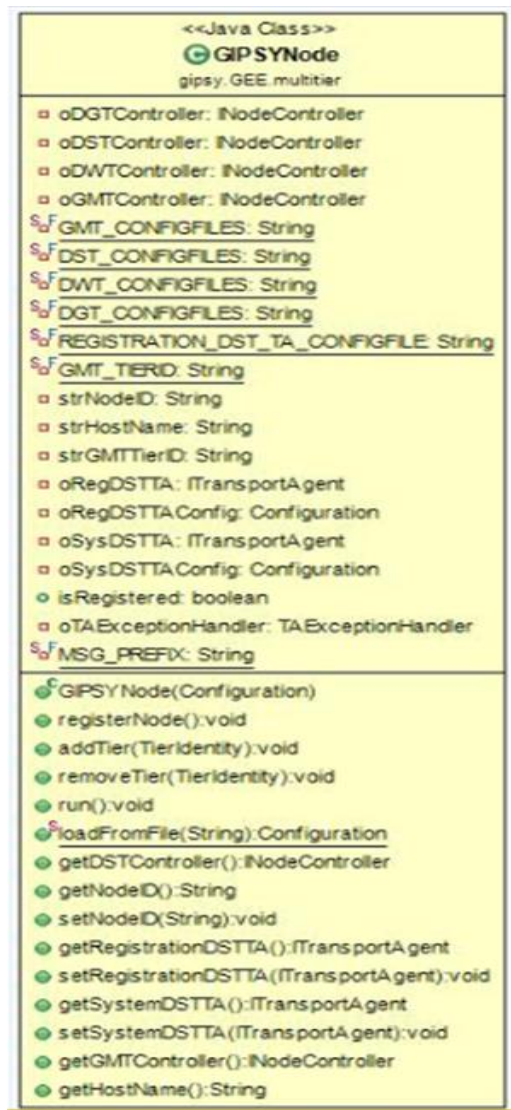 <<Java Class>>
C GIPSYNode
gipsy.GEE.multitier
oDGTController: INodeController
oDSTController: INodeController
oDWTController: INodeController
oGMTController: INodeController
S F GMT_CONFIGFILES: String
S F DST_CONFIGFILES: String
S F DWT_CONFIGFILES: String
S F DGT_CONFIGFILES: String
S F REGISTRATION_DST_TA_CONFIGFILE: String
S F GMT_TIERID: String
strNodeID: String
strHostName: String
strGMTTierID: String
oRegDSTTA: ITransportAgent
oRegDSTTAConfig: Configuration
oSysDSTTA: ITransportAgent
oSysDSTTAConfig: Configuration
isRegistered: boolean
oTAExceptionHandler: TAExceptionHandler
S F MSG_PREFIX: String
C GIPSYNode(Configuration)
registerNode():void
addTier(TierIdentity):void
removeTier(TierIdentity):void
run():void
S loadFromFile(String):Configuration
getDSTController():INodeController
getNodeID():String
setNodeID(String):void
getRegistrationDSTTA():ITransportAgent
setRegistrationDSTTA(ITransportAgent):void
getSystemDSTTA():ITransportAgent
setSystemDSTTA(ITransportAgent):void
getGMTController():INodeController
getHostName():String